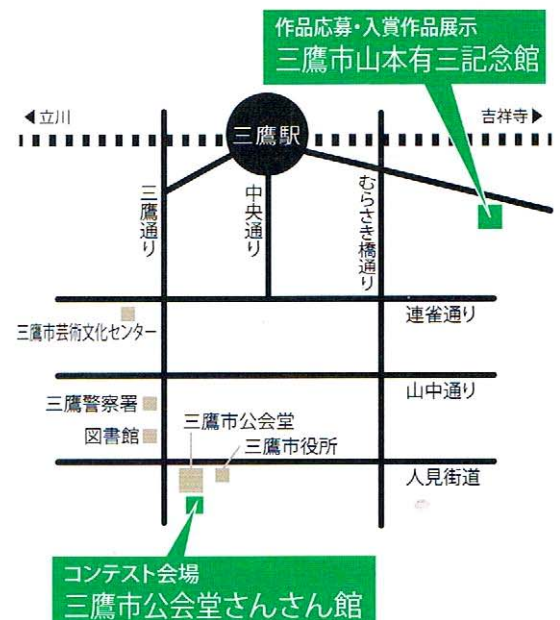 作品応募・入賞作品展示
三鷹市山本有三記念館
◀立川
吉祥寺▶
三鷹駅
三鷹通り
中央通り
むらさき橋通り
連雀通り
三鷹市芸術文化センター
山中通り
三鷹警察署
三鷹市公会堂
図書館
三鷹市役所
人見街道
コンテスト会場
三鷹市公会堂さんさん館